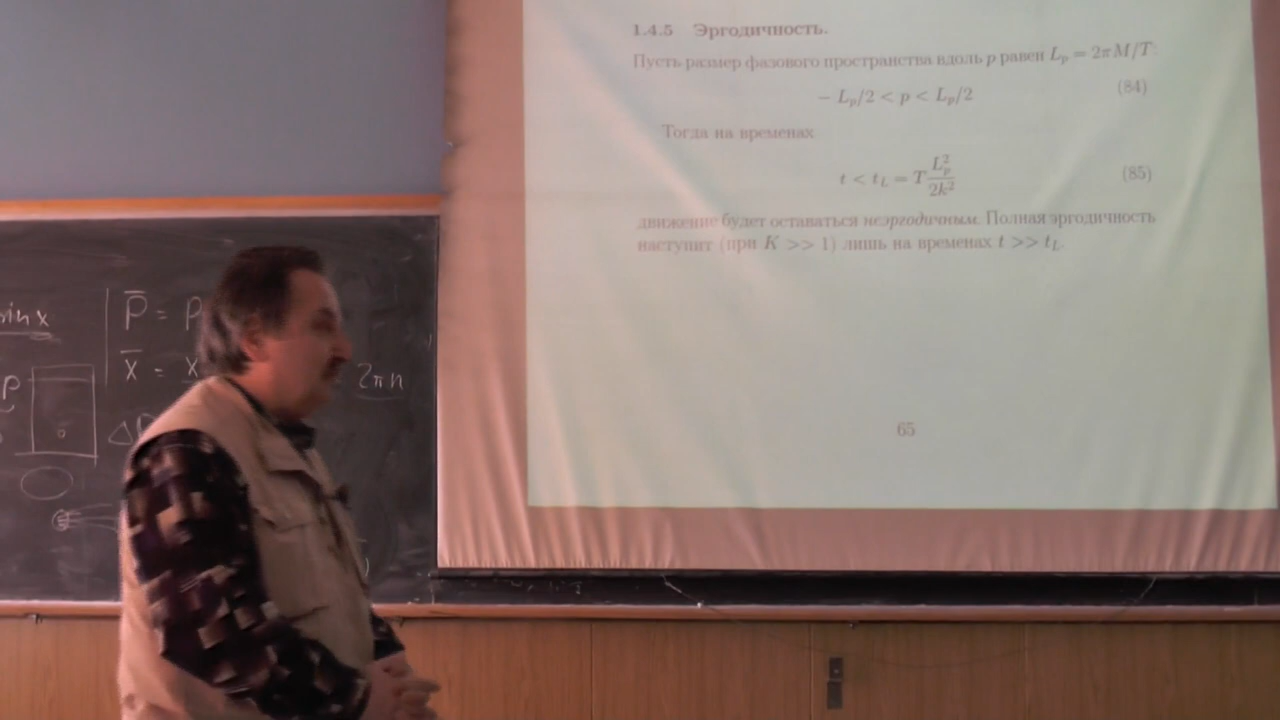 1.4.5 Эргодичность.
Пусть размер фазового пространства вдоль p равен L_p = 2πM/T:
− L_p/2 < p < L_p/2 (84)
Тогда на временах
t < t_L = T L_p^2 / 2k^2 (85)
движение будет оставаться неэргодичным. Полная эргодичность
наступит (при K >> 1) лишь на временах t >> t_L.
65
sin x
P̅ = P
x̅ = x
= 2πn
P